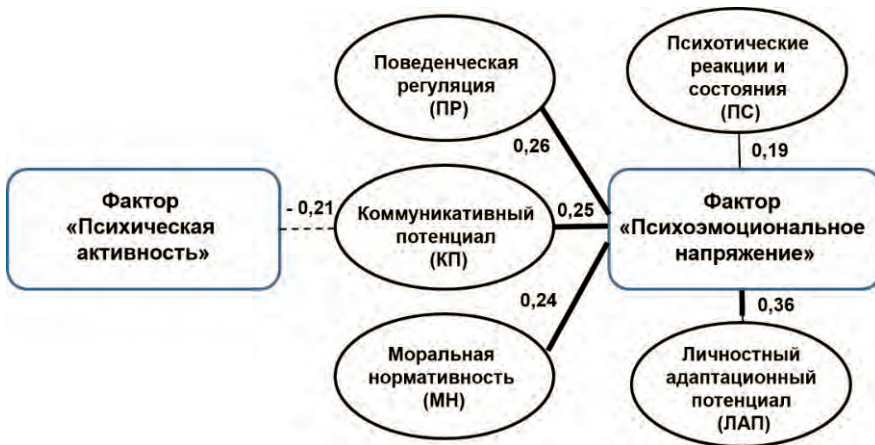 Поведенческая
регуляция
(ПР)
Психотические
реакции и
состояния
(ПС)
0,26
0,19
Фактор
«Психическая
активность»
- 0,21
Коммуникативный
потенциал
(КП)
0,25
Фактор
«Психоэмоциональное
напряжение»
0,24
0,36
Моральная
нормативность
(МН)
Личностный
адаптационный
потенциал
(ЛАП)